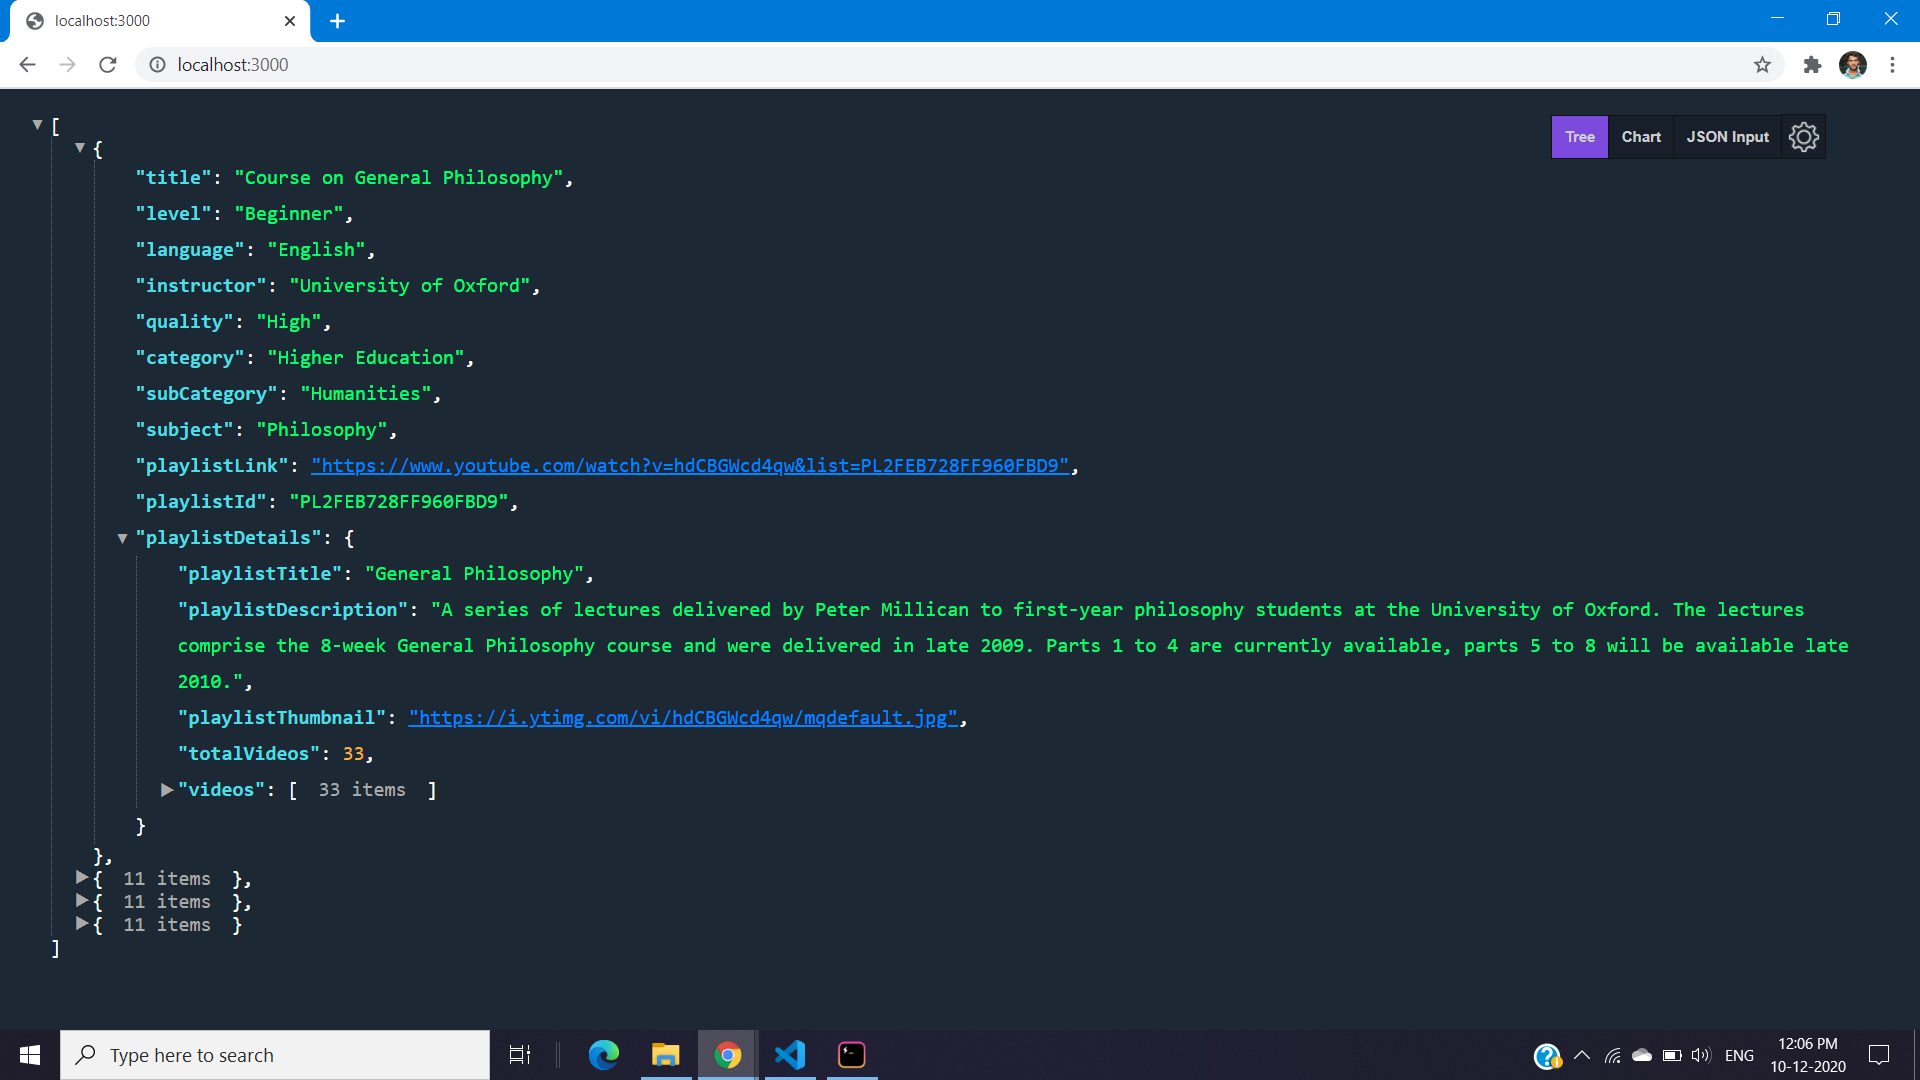 localhost:3000
localhost:3000
Tree Chart JSON Input
[
{
"title": "Course on General Philosophy",
"level": "Beginner",
"language": "English",
"instructor": "University of Oxford",
"quality": "High",
"category": "Higher Education",
"subCategory": "Humanities",
"subject": "Philosophy",
"playlistLink": "https://www.youtube.com/watch?v=hdCBGWcd4qw&list=PL2FEB728FF960FBD9",
"playlistId": "PL2FEB728FF960FBD9",
"playlistDetails": {
"playlistTitle": "General Philosophy",
"playlistDescription": "A series of lectures delivered by Peter Millican to first-year philosophy students at the University of Oxford. The lectures
comprise the 8-week General Philosophy course and were delivered in late 2009. Parts 1 to 4 are currently available, parts 5 to 8 will be available late
2010.",
"playlistThumbnail": "https://i.ytimg.com/vi/hdCBGWcd4qw/mqdefault.jpg",
"totalVideos": 33,
"videos": [ 33 items ]
}
},
{ 11 items },
{ 11 items },
{ 11 items }
]
Type here to search
ENG
12:06 PM
10-12-2020